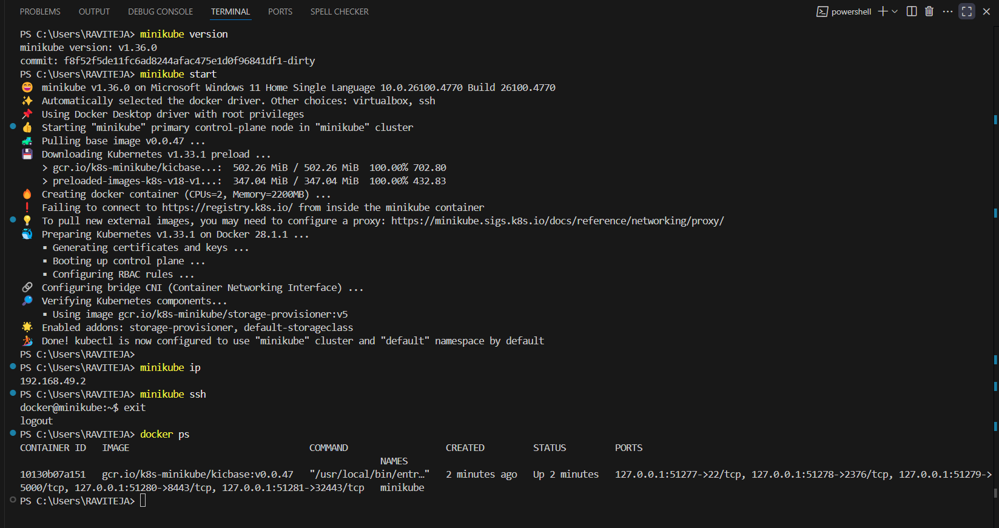 PROBLEMS OUTPUT DEBUG CONSOLE TERMINAL PORTS SPELL CHECKER powershell
PS C:\Users\RAVITEJA> minikube version
minikube version: v1.36.0
commit: f8f52f5de11fc6ad8244afac475e1d0f96841df1-dirty
PS C:\Users\RAVITEJA> minikube start
😄 minikube v1.36.0 on Microsoft Windows 11 Home Single Language 10.0.26100.4770 Build 26100.4770
✨ Automatically selected the docker driver. Other choices: virtualbox, ssh
📌 Using Docker Desktop driver with root privileges
👍 Starting "minikube" primary control-plane node in "minikube" cluster
🚜 Pulling base image v0.0.47 ...
💾 Downloading Kubernetes v1.33.1 preload ...
> gcr.io/k8s-minikube/kicbase...: 502.26 MiB / 502.26 MiB 100.00% 702.80
> preloaded-images-k8s-v18-v1...: 347.04 MiB / 347.04 MiB 100.00% 432.83
🔥 Creating docker container (CPUs=2, Memory=2200MB) ...
❗ Failing to connect to https://registry.k8s.io/ from inside the minikube container
💡 To pull new external images, you may need to configure a proxy: https://minikube.sigs.k8s.io/docs/reference/networking/proxy/
🐳 Preparing Kubernetes v1.33.1 on Docker 28.1.1 ...
▪ Generating certificates and keys ...
▪ Booting up control plane ...
▪ Configuring RBAC rules ...
🔗 Configuring bridge CNI (Container Networking Interface) ...
🔎 Verifying Kubernetes components...
▪ Using image gcr.io/k8s-minikube/storage-provisioner:v5
🌟 Enabled addons: storage-provisioner, default-storageclass
🏄 Done! kubectl is now configured to use "minikube" cluster and "default" namespace by default
PS C:\Users\RAVITEJA>
PS C:\Users\RAVITEJA> minikube ip
192.168.49.2
PS C:\Users\RAVITEJA> minikube ssh
docker@minikube:~$ exit
logout
PS C:\Users\RAVITEJA> docker ps
CONTAINER ID IMAGE COMMAND CREATED STATUS PORTS
NAMES
10130b07a151 gcr.io/k8s-minikube/kicbase:v0.0.47 "/usr/local/bin/entr…" 2 minutes ago Up 2 minutes 127.0.0.1:51277->22/tcp, 127.0.0.1:51278->2376/tcp, 127.0.0.1:51279->
5000/tcp, 127.0.0.1:51280->8443/tcp, 127.0.0.1:51281->32443/tcp minikube
PS C:\Users\RAVITEJA>